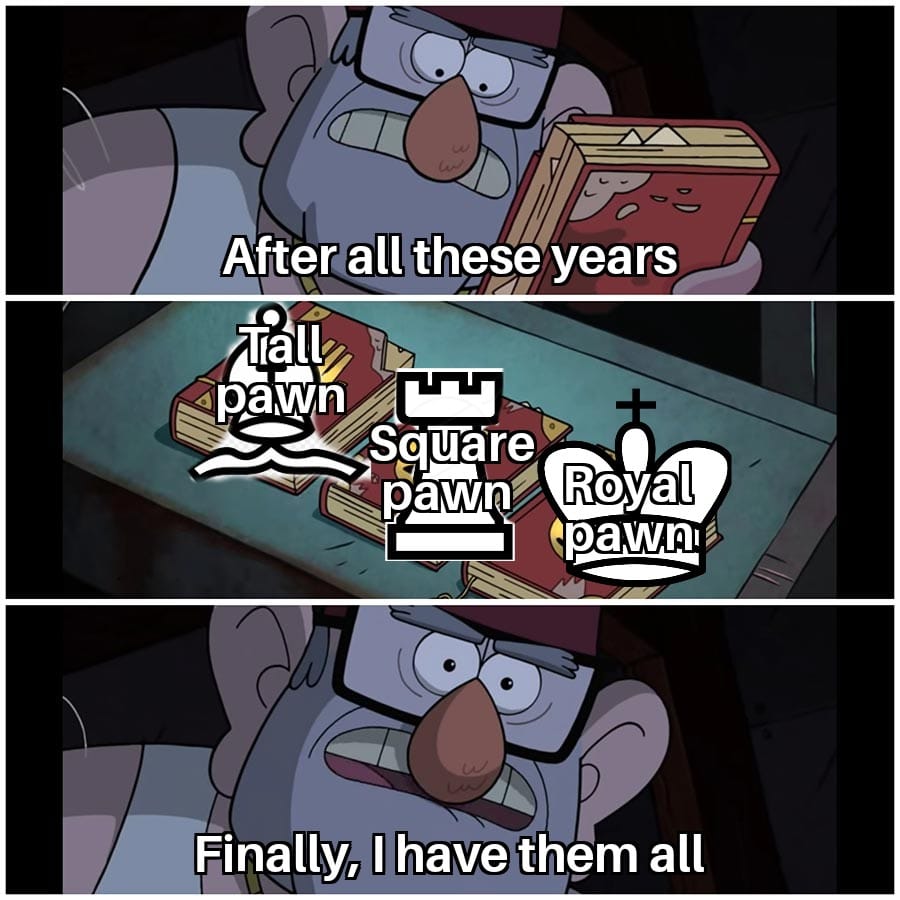 After all these years
Tall
pawn
Square
pawn
Royal
pawn
Finally, I have them all